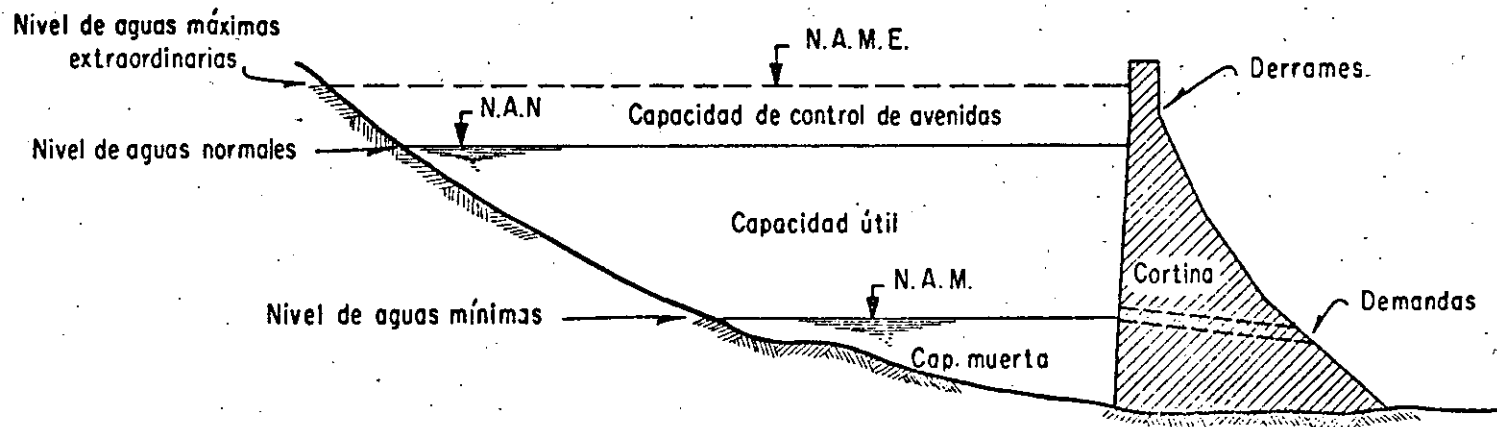 Nivel de aguas máximas
extraordinarias
N.A.M.E.
Derrames.
Capacidad de control de avenidas
N.A.N
Nivel de aguas normales
Capacidad útil
Cortina
N.A.M.
Demandas
Nivel de aguas mínimas
Cap. muerta